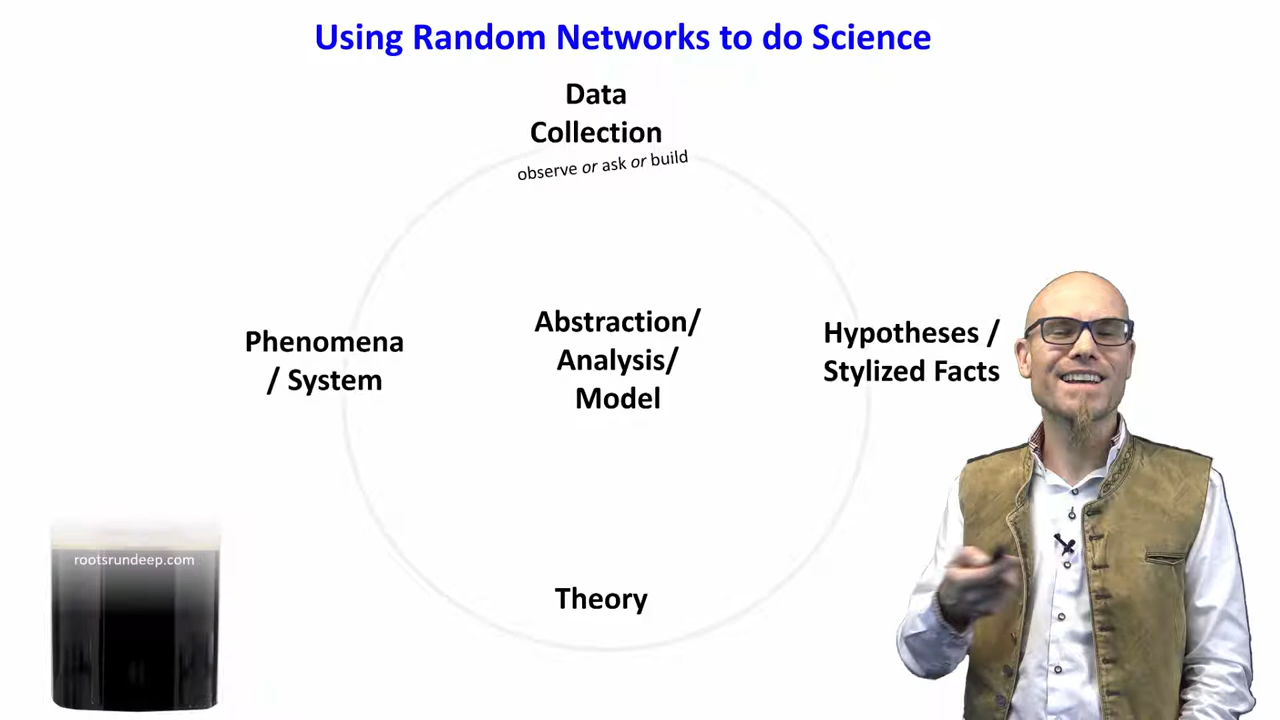 Using Random Networks to do Science
Data
Collection
observe or ask or build
Phenomena
/ System
Abstraction/
Analysis/
Model
Hypotheses /
Stylized Facts
Theory
rootsrundeep.com